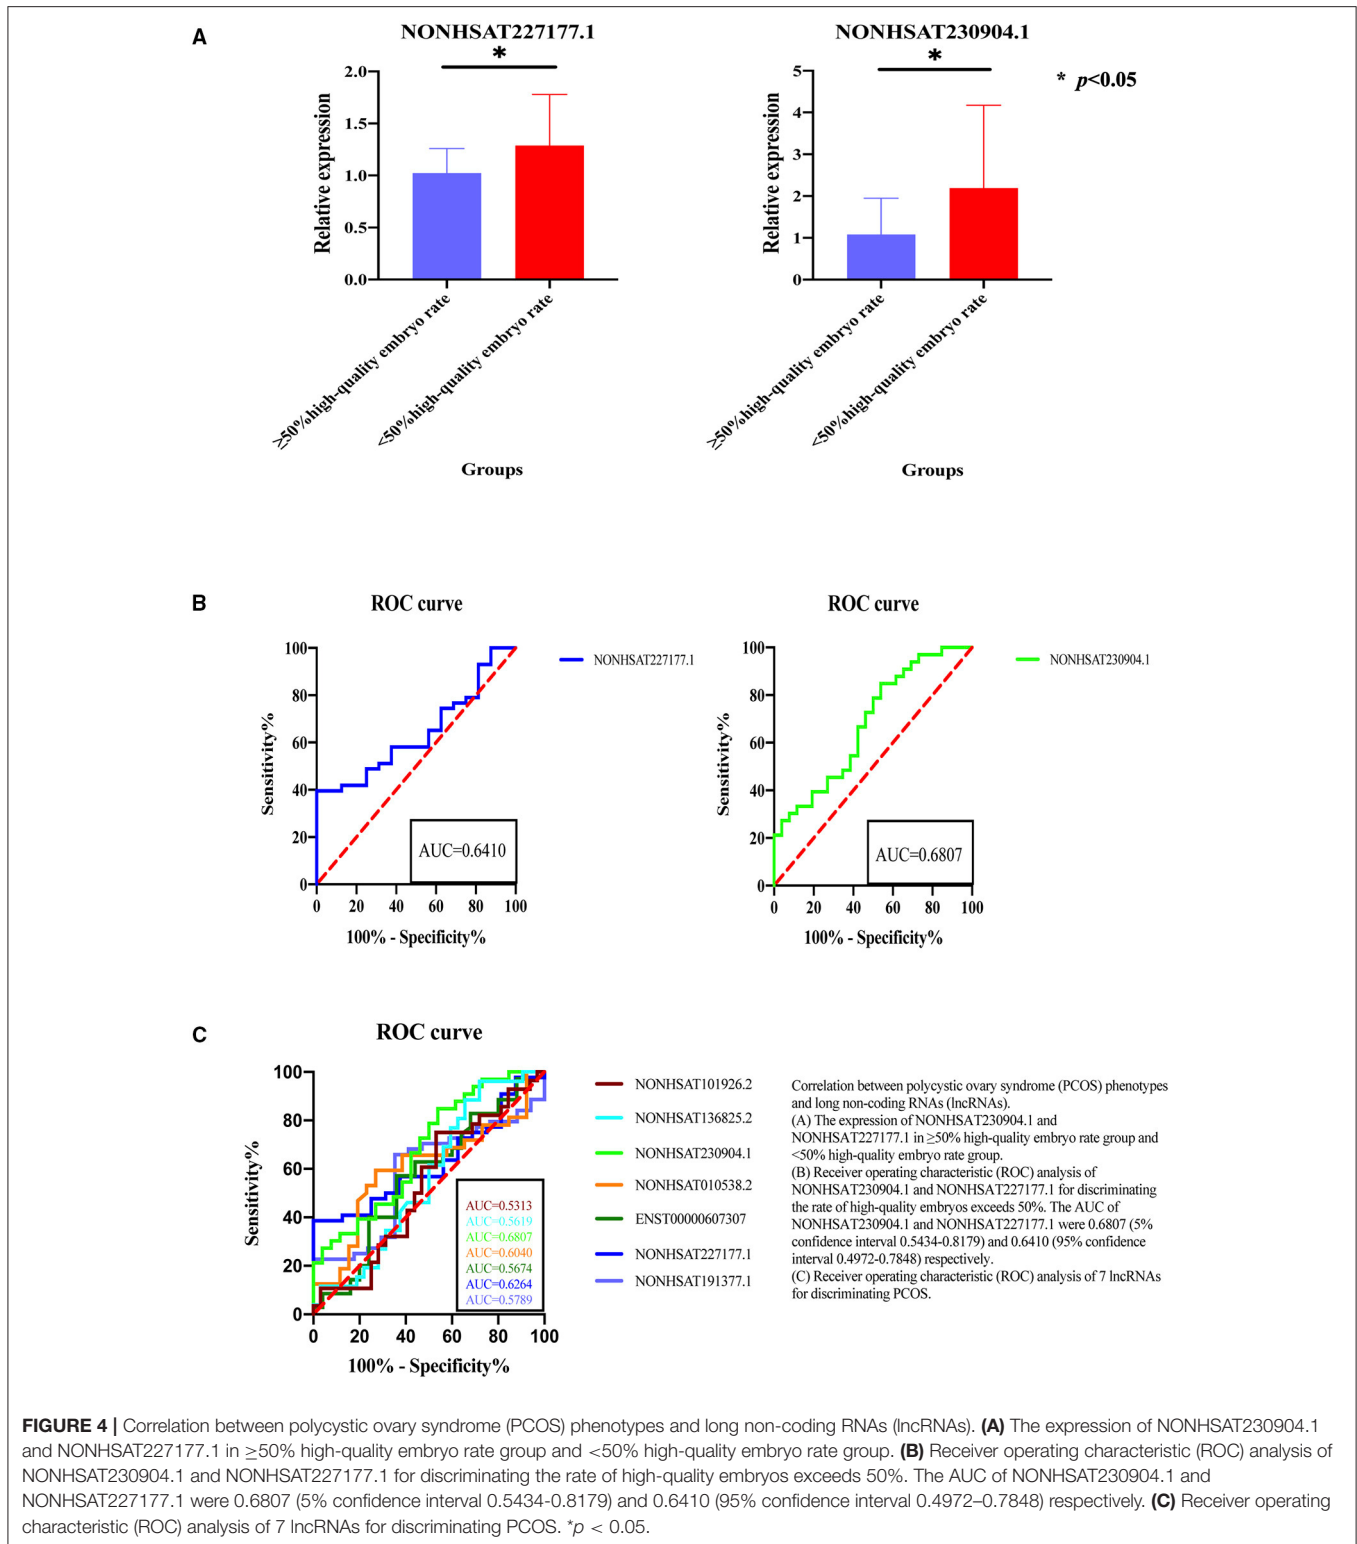 A
NONHSAT227177.1
*
2.0
1.5
1.0
0.5
0.0
Relative expression
≥50%high-quality embryo rate
<50%high-quality embryo rate
Groups
NONHSAT230904.1
*
5
4
3
2
1
0
Relative expression
≥50%high-quality embryo rate
<50%high-quality embryo rate
Groups
* p<0.05
B
ROC curve
100
80
60
40
20
0
Sensitivity%
0 20 40 60 80 100
100% - Specificity%
AUC=0.6410
NONHSAT227177.1
ROC curve
100
80
60
40
20
0
Sensitivity%
0 20 40 60 80 100
100% - Specificity%
AUC=0.6807
NONHSAT230904.1
C
ROC curve
100
80
60
40
20
0
Sensitivity%
0 20 40 60 80 100
100% - Specificity%
AUC=0.5313
AUC=0.5619
AUC=0.6807
AUC=0.6040
AUC=0.5674
AUC=0.6264
AUC=0.5789
NONHSAT101926.2
NONHSAT136825.2
NONHSAT230904.1
NONHSAT010538.2
ENST00000607307
NONHSAT227177.1
NONHSAT191377.1
Correlation between polycystic ovary syndrome (PCOS) phenotypes
and long non-coding RNAs (lncRNAs).
(A) The expression of NONHSAT230904.1 and
NONHSAT227177.1 in ≥50% high-quality embryo rate group and
<50% high-quality embryo rate group.
(B) Receiver operating characteristic (ROC) analysis of
NONHSAT230904.1 and NONHSAT227177.1 for discriminating
the rate of high-quality embryos exceeds 50%. The AUC of
NONHSAT230904.1 and NONHSAT227177.1 were 0.6807 (5%
confidence interval 0.5434-0.8179) and 0.6410 (95% confidence
interval 0.4972-0.7848) respectively.
(C) Receiver operating characteristic (ROC) analysis of 7 lncRNAs
for discriminating PCOS.
FIGURE 4 | Correlation between polycystic ovary syndrome (PCOS) phenotypes and long non-coding RNAs (lncRNAs). (A) The expression of NONHSAT230904.1
and NONHSAT227177.1 in ≥50% high-quality embryo rate group and <50% high-quality embryo rate group. (B) Receiver operating characteristic (ROC) analysis of
NONHSAT230904.1 and NONHSAT227177.1 for discriminating the rate of high-quality embryos exceeds 50%. The AUC of NONHSAT230904.1 and
NONHSAT227177.1 were 0.6807 (5% confidence interval 0.5434-0.8179) and 0.6410 (95% confidence interval 0.4972–0.7848) respectively. (C) Receiver operating
characteristic (ROC) analysis of 7 lncRNAs for discriminating PCOS. *p < 0.05.